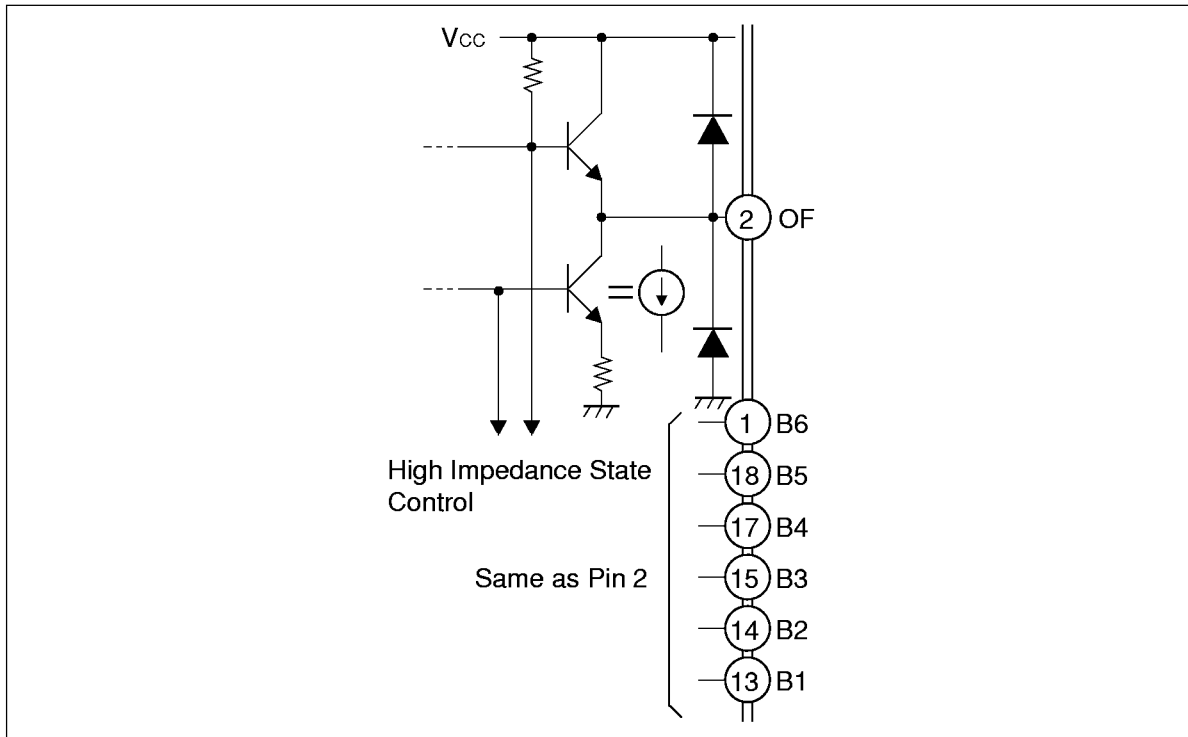 VCC
2 OF
1 B6
High Impedance State
Control
18 B5
17 B4
Same as Pin 2
15 B3
14 B2
13 B1